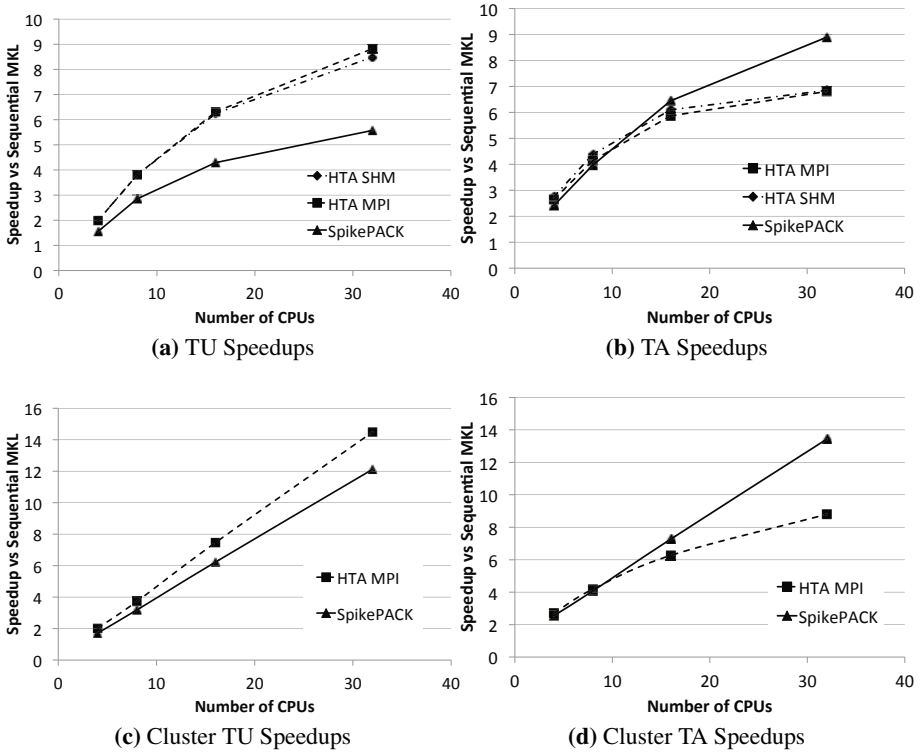 10
9
8
7
6
5
4
3
2
1
0
Speedup vs Sequential MKL
HTA SHM
HTA MPI
SpikePACK
0 10 20 30 40
Number of CPUs
(a) TU Speedups
10
9
8
7
6
5
4
3
2
1
0
Speedup vs Sequential MKL
HTA MPI
HTA SHM
SpikePACK
0 10 20 30 40
Number of CPUs
(b) TA Speedups
16
14
12
10
8
6
4
2
0
Speedup vs Sequential MKL
HTA MPI
SpikePACK
0 10 20 30 40
Number of CPUs
(c) Cluster TU Speedups
16
14
12
10
8
6
4
2
0
Speedup vs Sequential MKL
HTA MPI
SpikePACK
0 10 20 30 40
Number of CPUs
(d) Cluster TA Speedups